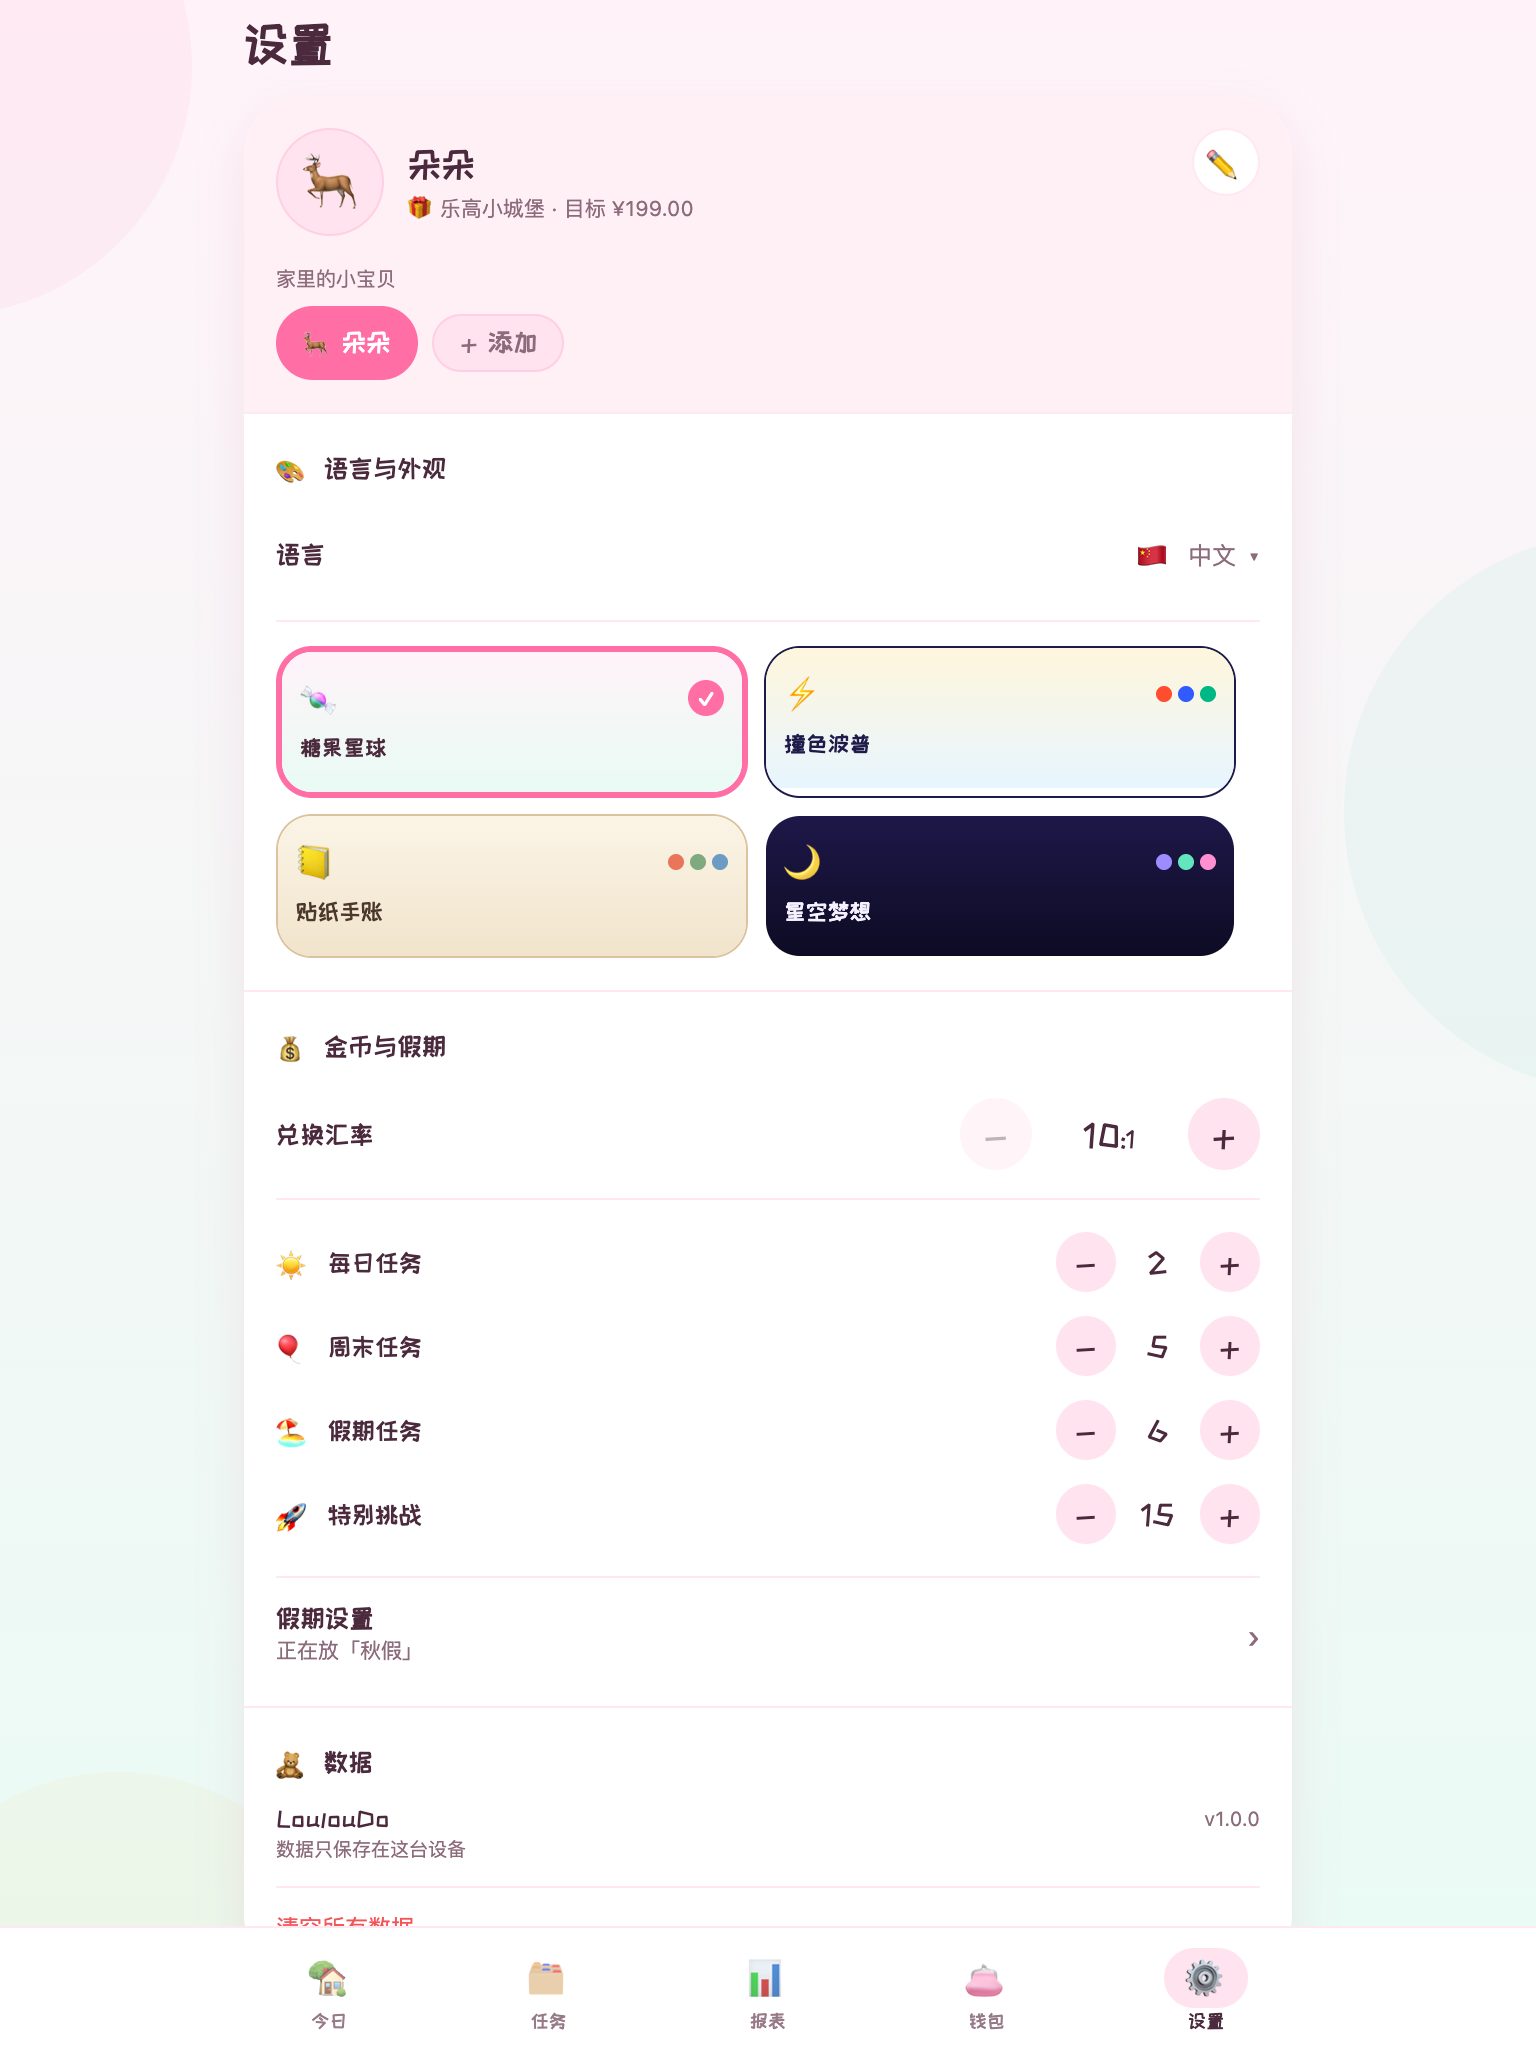 设置
朵朵
乐高小城堡 · 目标 ¥199.00
家里的小宝贝
朵朵
+ 添加
语言与外观
语言
中文 ▾
糖果星球
撞色波普
贴纸手账
星空梦想
金币与假期
兑换汇率
− 10:1 +
每日任务
− 2 +
周末任务
− 5 +
假期任务
− 6 +
特别挑战
− 15 +
假期设置
正在放「秋假」
›
数据
LoulouDo
v1.0.0
数据只保存在这台设备
清空所有数据
今日
任务
报表
钱包
设置